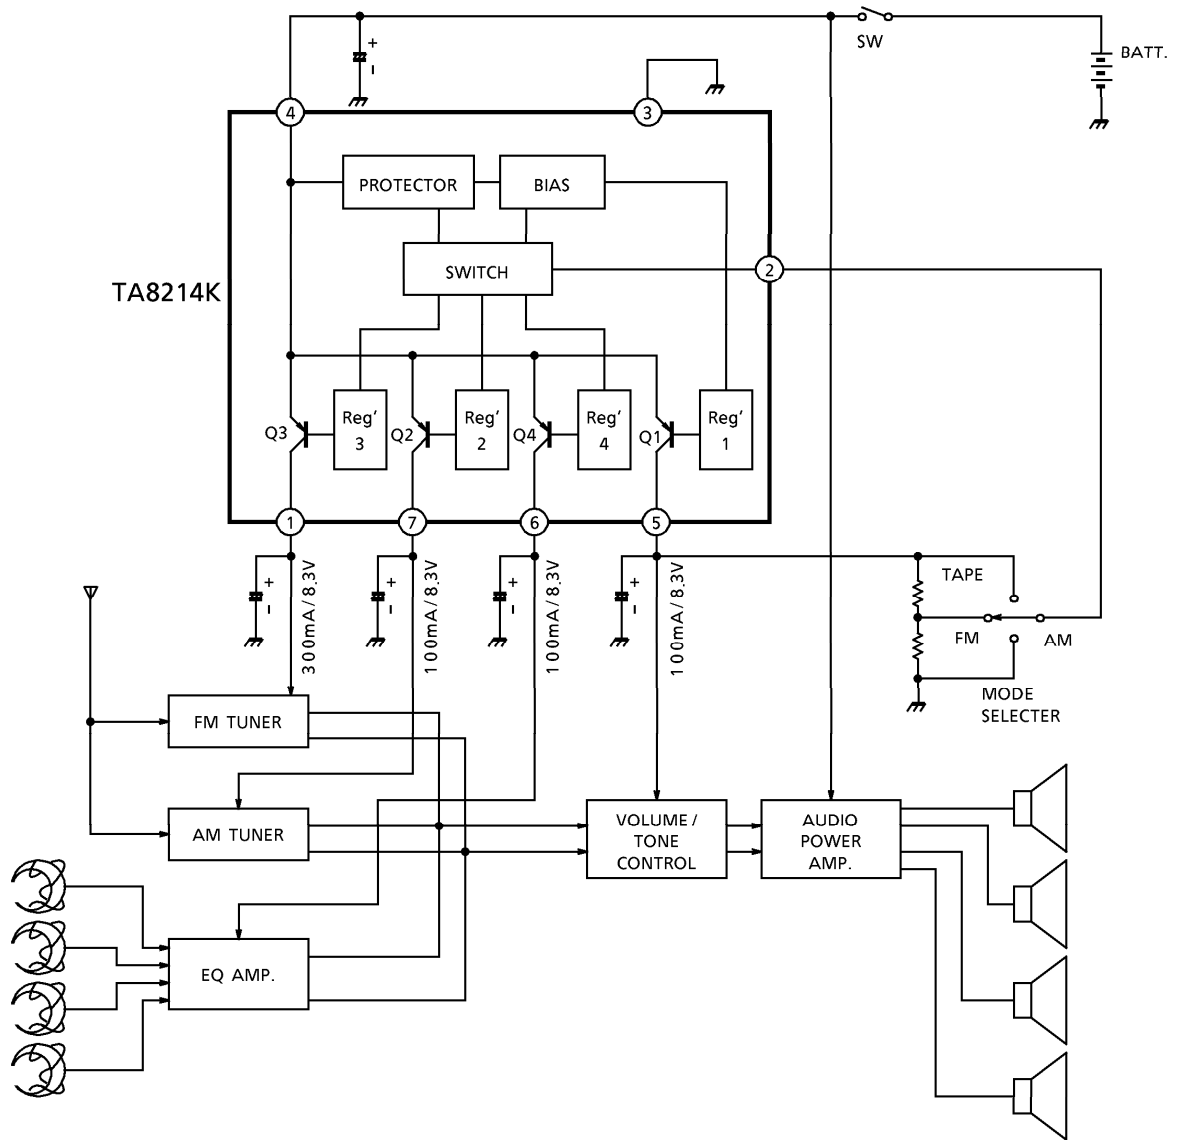 +
-
SW
BATT.
4
3
PROTECTOR
BIAS
SWITCH
2
TA8214K
Q3
Reg'
3
Q2
Reg'
2
Q4
Reg'
4
Q1
Reg'
1
1
7
6
5
+
-
300mA/8.3V
+
-
100mA/8.3V
+
-
100mA/8.3V
+
-
100mA/8.3V
TAPE
FM
AM
MODE
SELECTER
FM TUNER
AM TUNER
VOLUME/
TONE
CONTROL
AUDIO
POWER
AMP.
EQ AMP.